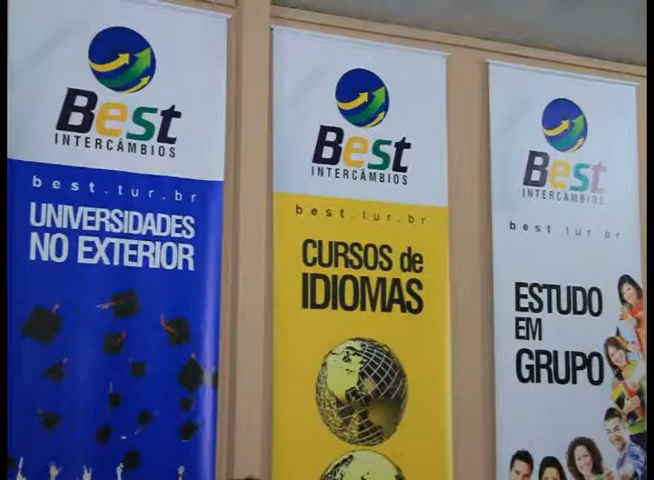 Best
INTERCÂMBIOS
best.tur.br
UNIVERSIDADES
NO EXTERIOR
Best
INTERCÂMBIOS
best.tur.br
CURSOS de
IDIOMAS
Best
INTERCÂMBIOS
best.tur.br
ESTUDO
EM
GRUPO